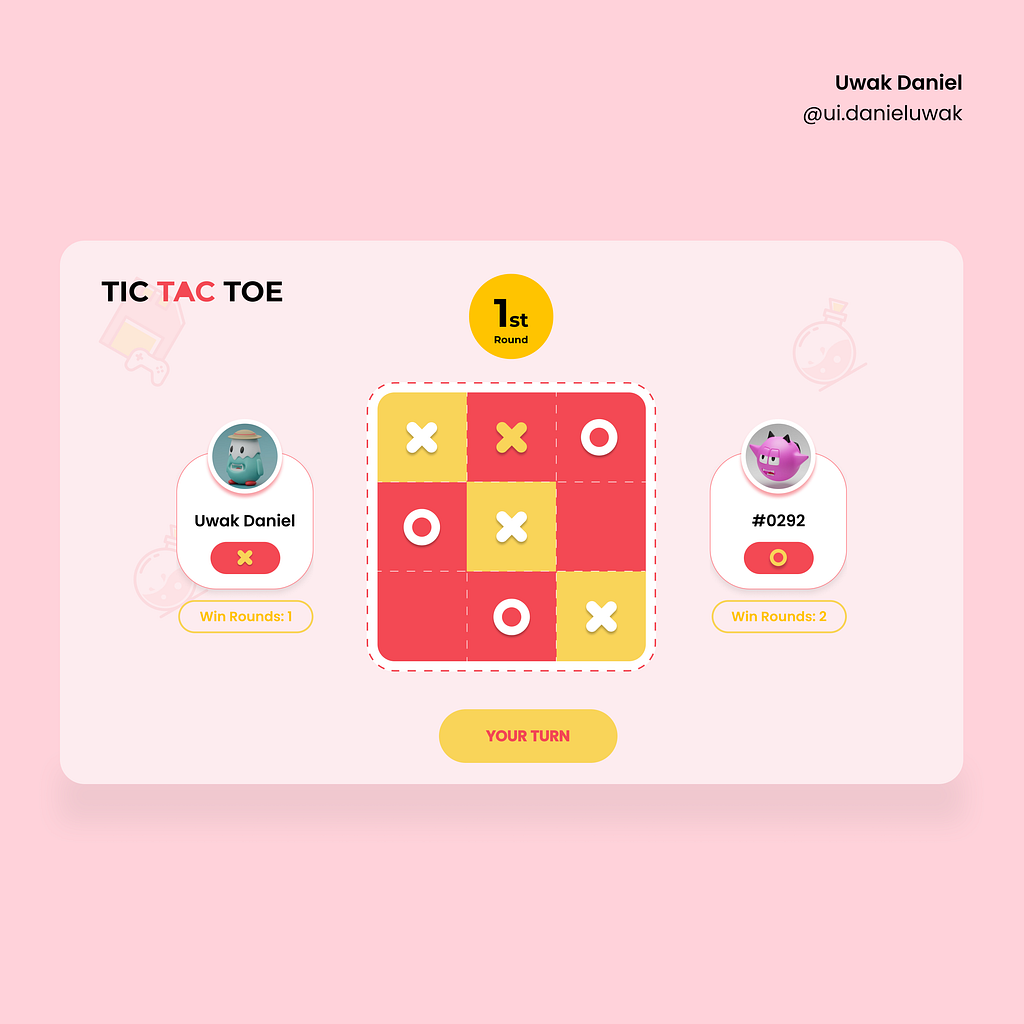 Uwak Daniel
@ui.danieluwak
TIC TAC TOE
1st
Round
Uwak Daniel
Win Rounds: 1
#0292
Win Rounds: 2
YOUR TURN